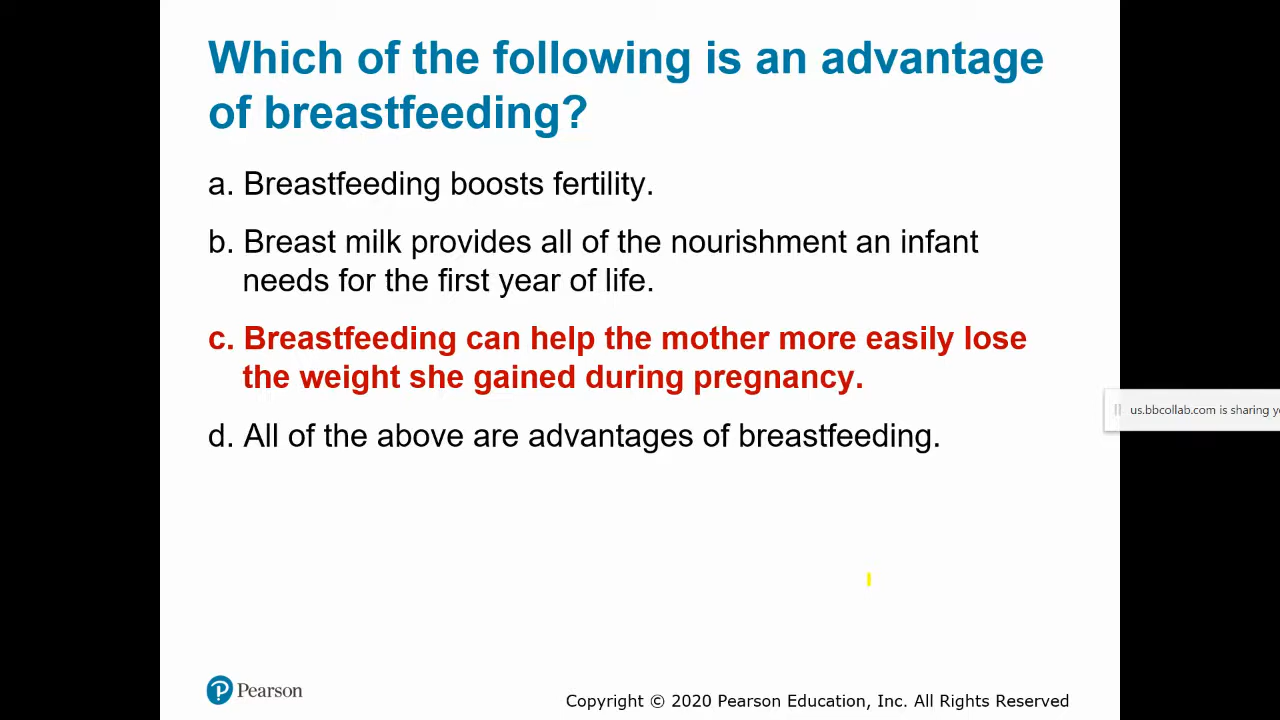 Which of the following is an advantage
of breastfeeding?
a. Breastfeeding boosts fertility.
b. Breast milk provides all of the nourishment an infant
needs for the first year of life.
c. Breastfeeding can help the mother more easily lose
the weight she gained during pregnancy.
us.bbcollab.com is sharing
d. All of the above are advantages of breastfeeding.
Pearson
Copyright © 2020 Pearson Education, Inc. All Rights Reserved